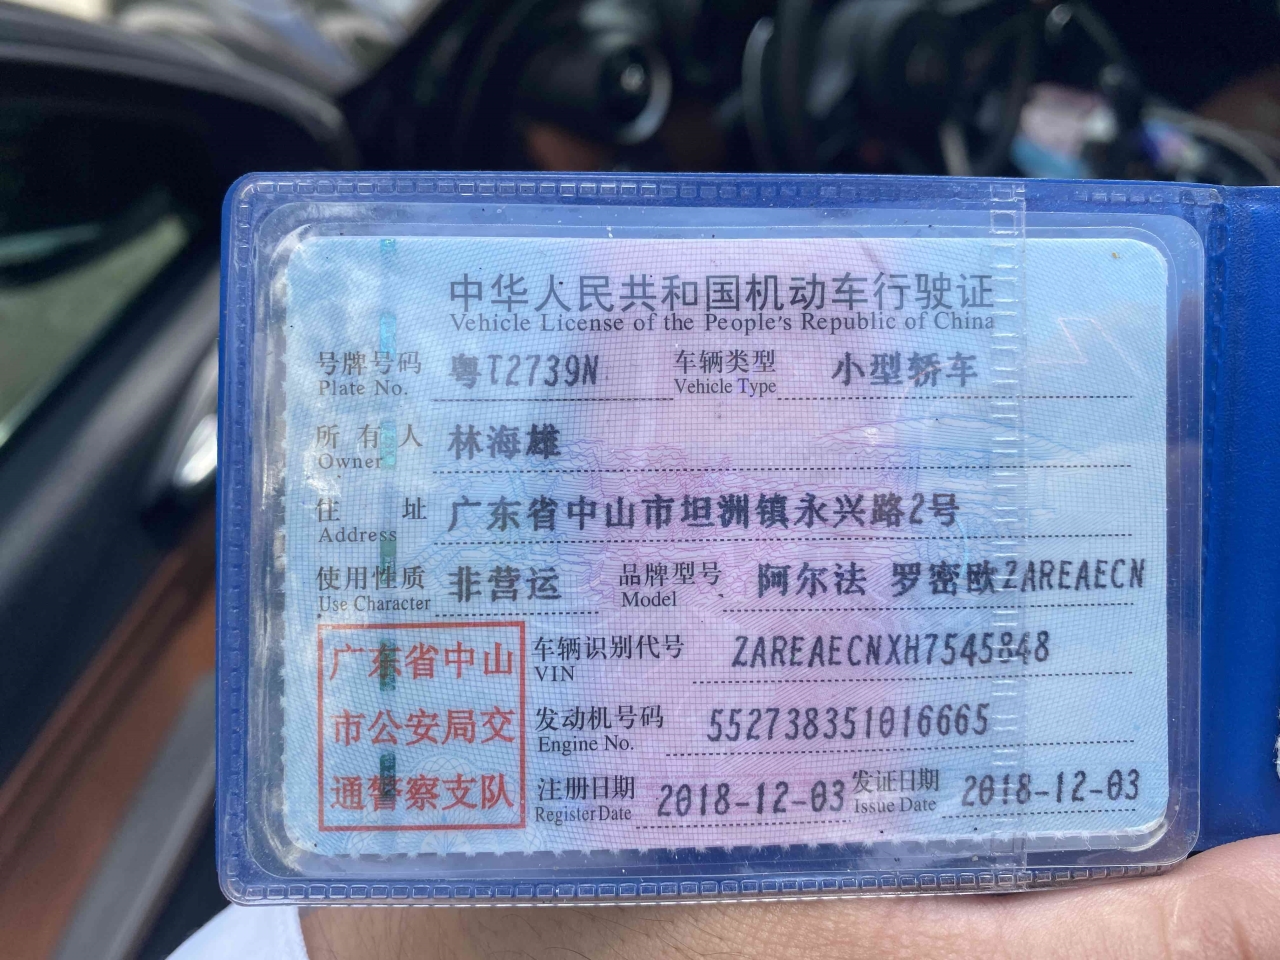 中华人民共和国机动车行驶证
Vehicle License of the People's Republic of China
号牌号码 粤T2739N 车辆类型 小型轿车
Plate No. Vehicle Type
所有人 林海雄
Owner
住址 广东省中山市坦洲镇永兴路2号
Address
使用性质 非营运 品牌型号 阿尔法 罗密欧ZAREAECN
Use Character Model
广东省中山
市公安局交
通警察支队
车辆识别代号 ZAREAECNXH7545848
VIN
发动机号码 552738351016665
Engine No.
注册日期 2018-12-03 发证日期 2018-12-03
Register Date Issue Date